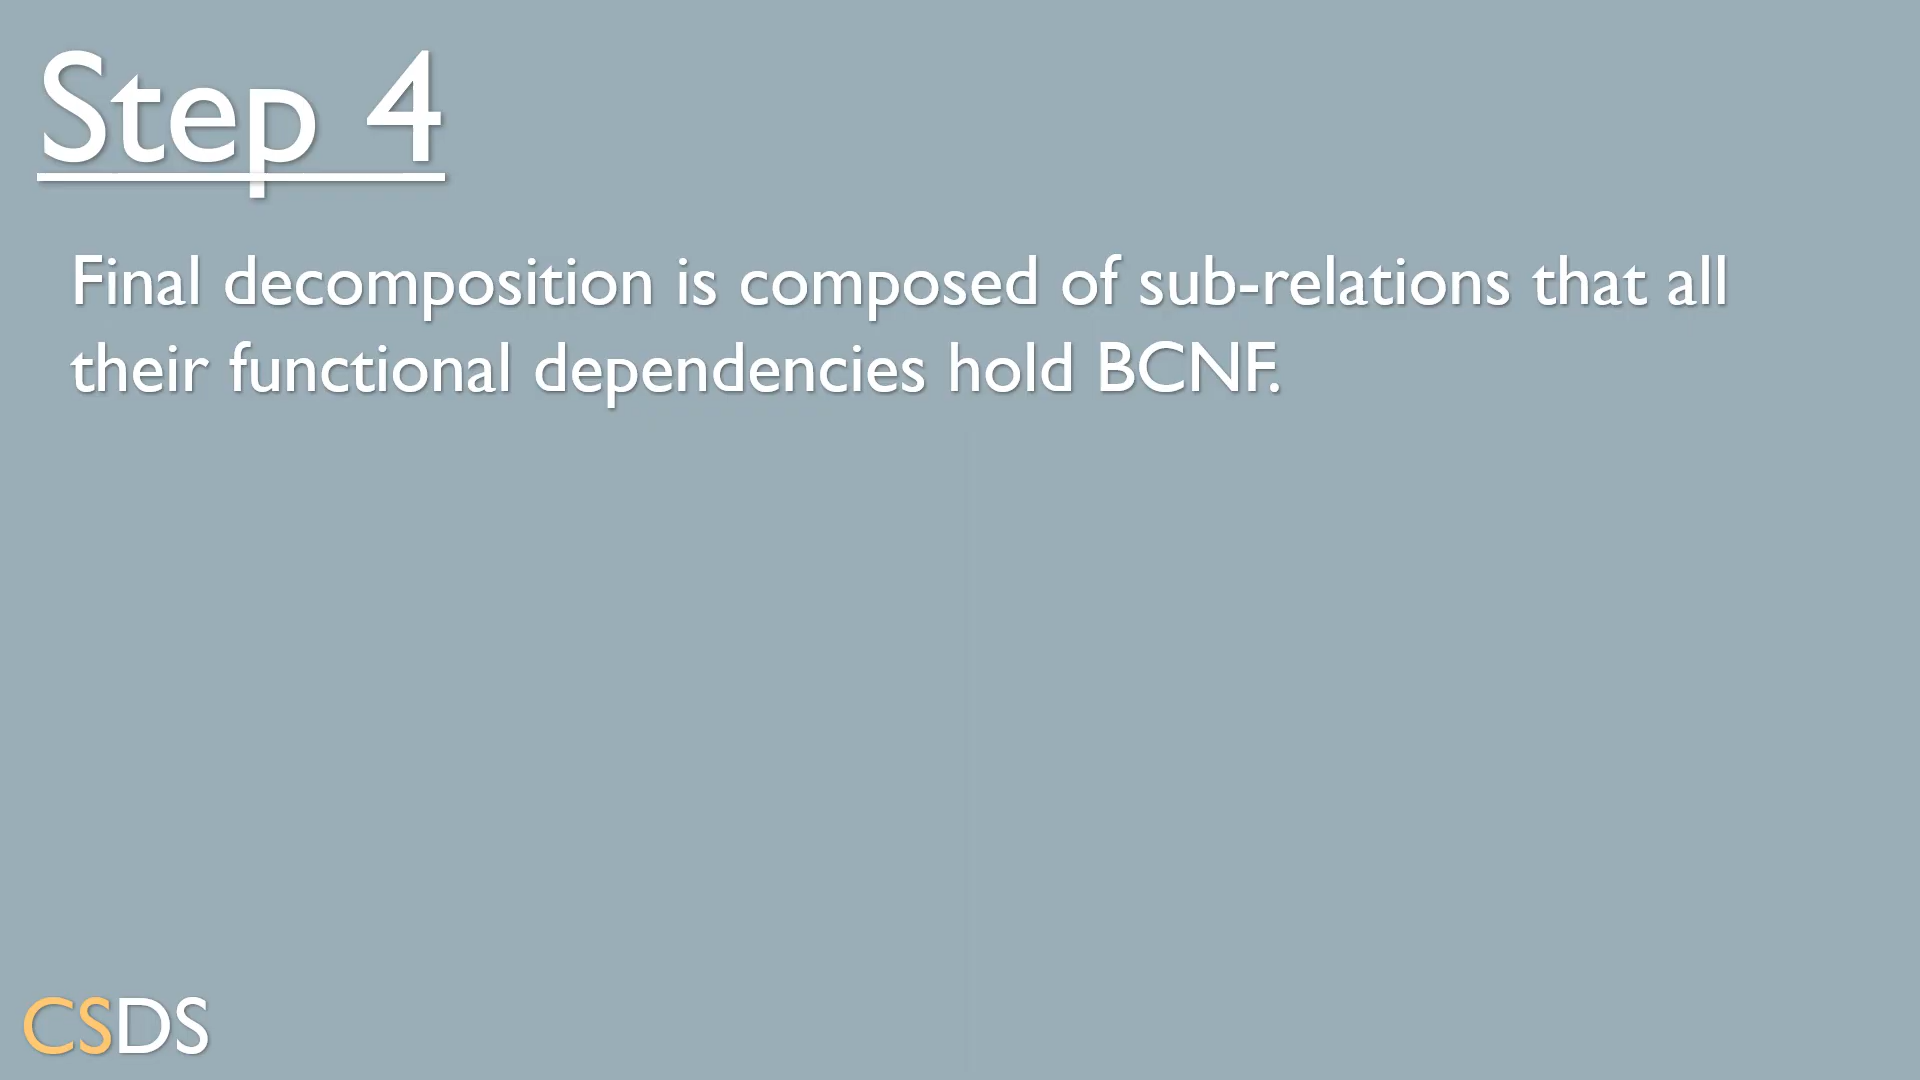 Step 4
Final decomposition is composed of sub-relations that all
their functional dependencies hold BCNF.
CSDS